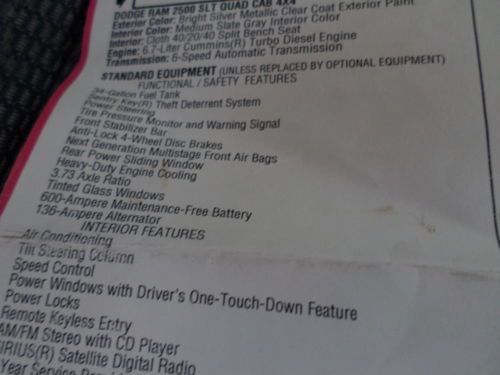 DODGE RAM 2500 SLT QUAD CAB 4X4
Exterior Color: Bright Silver Metallic Clear Coat Exterior Paint
Interior Color: Medium Slate Gray Interior Color
Interior: Cloth 40/20/40 Split Bench Seat
Engine: 6.7-Liter Cummins(R) Turbo Diesel Engine
Transmission: 6-Speed Automatic Transmission
STANDARD EQUIPMENT (UNLESS REPLACED BY OPTIONAL EQUIPMENT)
FUNCTIONAL / SAFETY FEATURES
34-Gallon Fuel Tank
Sentry Key(R) Theft Deterrent System
Power Steering
Tire Pressure Monitor and Warning Signal
Front Stabilizer Bar
Anti-Lock 4-Wheel Disc Brakes
Next Generation Multistage Front Air Bags
Rear Power Sliding Window
Heavy-Duty Engine Cooling
3.73 Axle Ratio
Tinted Glass Windows
600-Ampere Maintenance-Free Battery
136-Ampere Alternator
INTERIOR FEATURES
Air Conditioning
Tilt Steering Column
Speed Control
Power Windows with Driver's One-Touch-Down Feature
Power Locks
Remote Keyless Entry
AM/FM Stereo with CD Player
SIRIUS(R) Satellite Digital Radio
Year Service